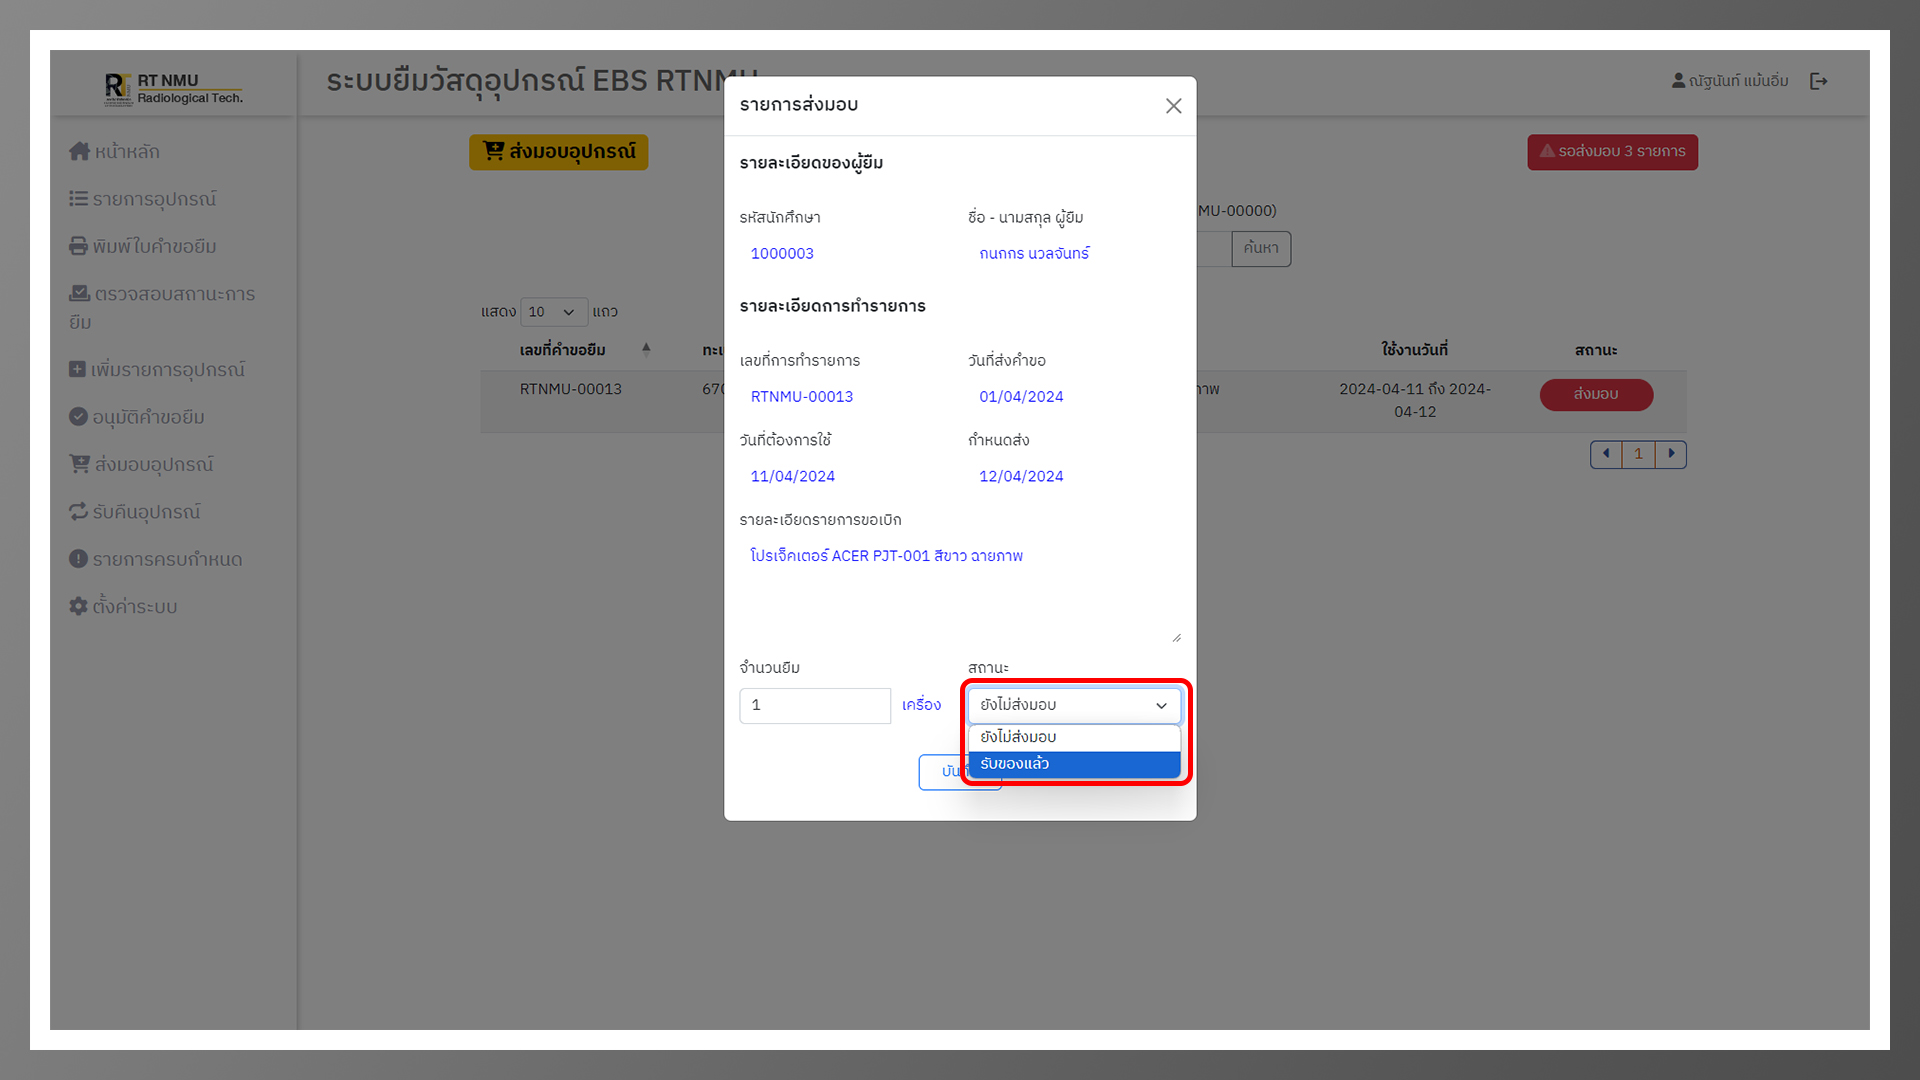 RT NMU
Radiological Tech.
ระบบยืมวัสดุอุปกรณ์ EBS RTNMU
ณัฐนันท์ แม้นอิ่ม
หน้าหลัก
รายการอุปกรณ์
พิมพ์ใบคำขอยืม
ตรวจสอบสถานะการ
ยืม
เพิ่มรายการอุปกรณ์
อนุมัติคำขอยืม
ส่งมอบอุปกรณ์
รับคืนอุปกรณ์
รายการครบกำหนด
ตั้งค่าระบบ
ส่งมอบอุปกรณ์
รอส่งมอบ 3 รายการ
MU-00000)
ค้นหา
แสดง 10 แถว
เลขที่คำขอยืม
ใช้งานวันที่
สถานะ
RTNMU-00013
2024-04-11 ถึง 2024-
04-12
ส่งมอบ
1
รายการส่งมอบ
รายละเอียดของผู้ยืม
รหัสนักศึกษา
ชื่อ - นามสกุล ผู้ยืม
1000003
กนกกร นวลจันทร์
รายละเอียดการทำรายการ
เลขที่การทำรายการ
วันที่ส่งคำขอ
RTNMU-00013
01/04/2024
วันที่ต้องการใช้
กำหนดส่ง
11/04/2024
12/04/2024
รายละเอียดรายการขอเบิก
โปรเจ็คเตอร์ ACER PJT-001 สีขาว ฉายภาพ
จำนวนยืม
สถานะ
1
เครื่อง
ยังไม่ส่งมอบ
ยังไม่ส่งมอบ
รับของแล้ว